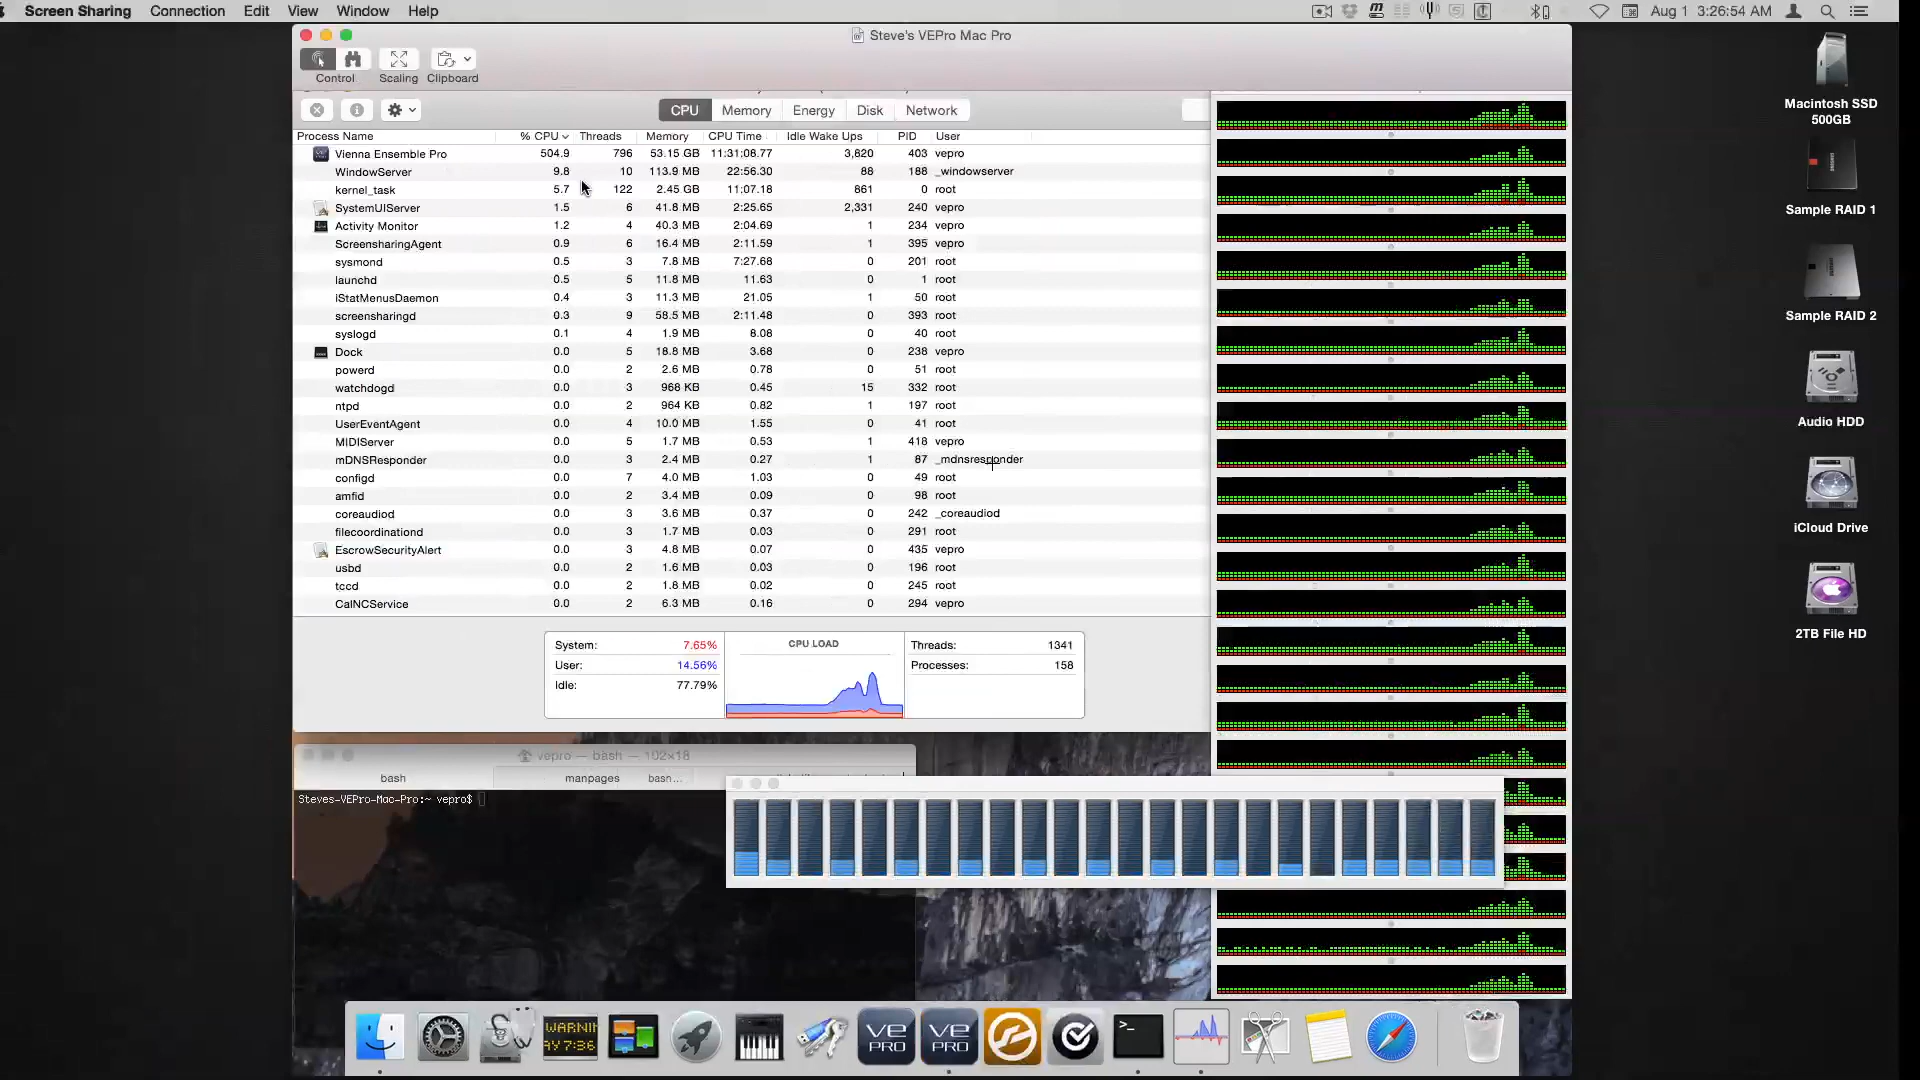 Screen Sharing Connection Edit View Window Help Aug 1 3:26:54 AM
Steve's VEPro Mac Pro
Control Scaling Clipboard
CPU Memory Energy Disk Network
Process Name % CPU Threads Memory CPU Time Idle Wake Ups PID User
Vienna Ensemble Pro 504.9 796 53.15 GB 11:31:08.77 3,820 403 vepro
WindowServer 9.8 10 113.9 MB 22:56.30 88 188 _windowserver
kernel_task 5.7 122 2.45 GB 11:07.18 861 0 root
SystemUIServer 1.5 6 41.8 MB 2:25.65 2,331 240 vepro
Activity Monitor 1.2 4 40.3 MB 2:04.69 1 234 vepro
ScreensharingAgent 0.9 6 16.4 MB 2:11.59 1 395 vepro
sysmond 0.5 3 7.8 MB 7:27.68 0 201 root
launchd 0.5 5 11.8 MB 11.63 0 1 root
iStatMenusDaemon 0.4 3 11.3 MB 21.05 1 50 root
screensharingd 0.3 9 58.5 MB 2:11.48 0 393 root
syslogd 0.1 4 1.9 MB 8.08 0 40 root
Dock 0.0 5 18.8 MB 3.68 0 238 vepro
powerd 0.0 2 2.6 MB 0.78 0 51 root
watchdogd 0.0 3 968 KB 0.45 15 332 root
ntpd 0.0 2 964 KB 0.82 1 197 root
UserEventAgent 0.0 4 10.0 MB 1.55 0 41 root
MIDIServer 0.0 5 1.7 MB 0.53 1 418 vepro
mDNSResponder 0.0 3 2.4 MB 0.27 1 87 _mdnsresponder
configd 0.0 7 4.0 MB 1.03 0 49 root
amfid 0.0 2 3.4 MB 0.09 0 98 root
coreaudiod 0.0 3 3.6 MB 0.37 0 242 _coreaudiod
filecoordinationd 0.0 3 1.7 MB 0.03 0 291 root
EscrowSecurityAlert 0.0 3 4.8 MB 0.07 0 435 vepro
usbd 0.0 2 1.6 MB 0.03 0 196 root
tccd 0.0 2 1.8 MB 0.02 0 245 root
CalNCService 0.0 2 6.3 MB 0.16 0 294 vepro
System: 7.65% CPU LOAD Threads: 1341
User: 14.56% Processes: 158
Idle: 77.79%
vepro — bash — 102×18
bash manpages bash...
Steves-VEPro-Mac-Pro:~ vepro$
Macintosh SSD
500GB
Sample RAID 1
Sample RAID 2
Audio HDD
iCloud Drive
2TB File HD
WARNIN
AY 7:36
VE
PRO
VE
PRO